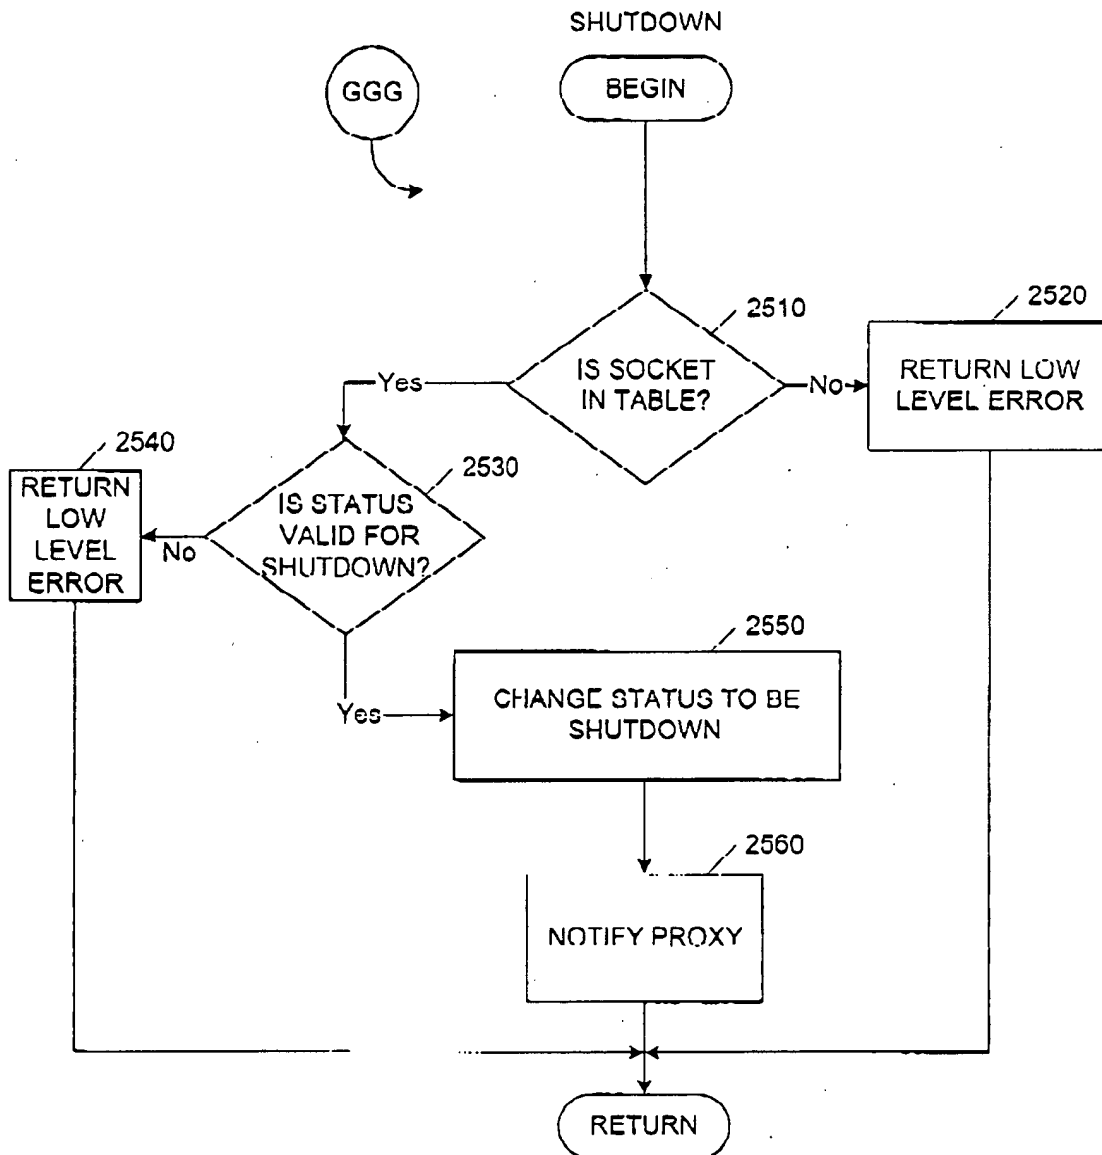 SHUTDOWN
GGG
BEGIN
2510
2520
IS SOCKET
IN TABLE?
Yes
No
RETURN LOW
LEVEL ERROR
2540
2530
RETURN
LOW
LEVEL
ERROR
No
IS STATUS
VALID FOR
SHUTDOWN?
2550
Yes
CHANGE STATUS TO BE
SHUTDOWN
2560
NOTIFY PROXY
RETURN